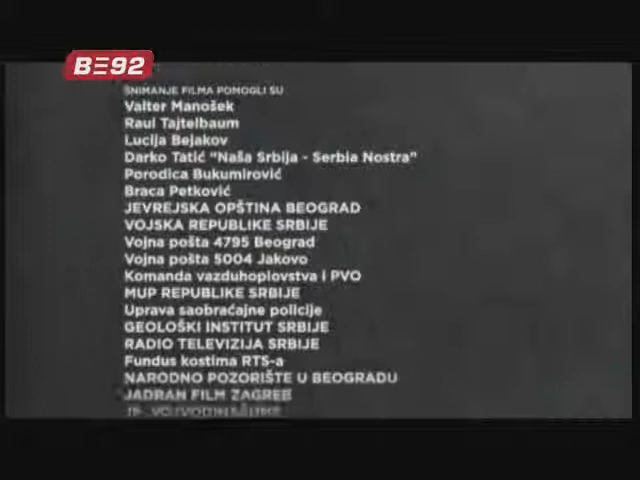 B92
SNIMANJE FILMA POMOGLI SU
Valter Manošek
Raul Tajtelbaum
Lucija Bejakov
Darko Tatić "Naša Srbija - Serbia Nostra"
Porodica Bukumirović
Braca Petković
JEVREJSKA OPŠTINA BEOGRAD
VOJSKA REPUBLIKE SRBIJE
Vojna pošta 4795 Beograd
Vojna pošta 5004 Jakovo
Komanda vazduhoplovstva i PVO
MUP REPUBLIKE SRBIJE
Uprava saobraćajne policije
GEOLOŠKI INSTITUT SRBIJE
RADIO TELEVIZIJA SRBIJE
Fundus kostima RTS-a
NARODNO POZORIŠTE U BEOGRADU
JADRAN FILM ZAGREB